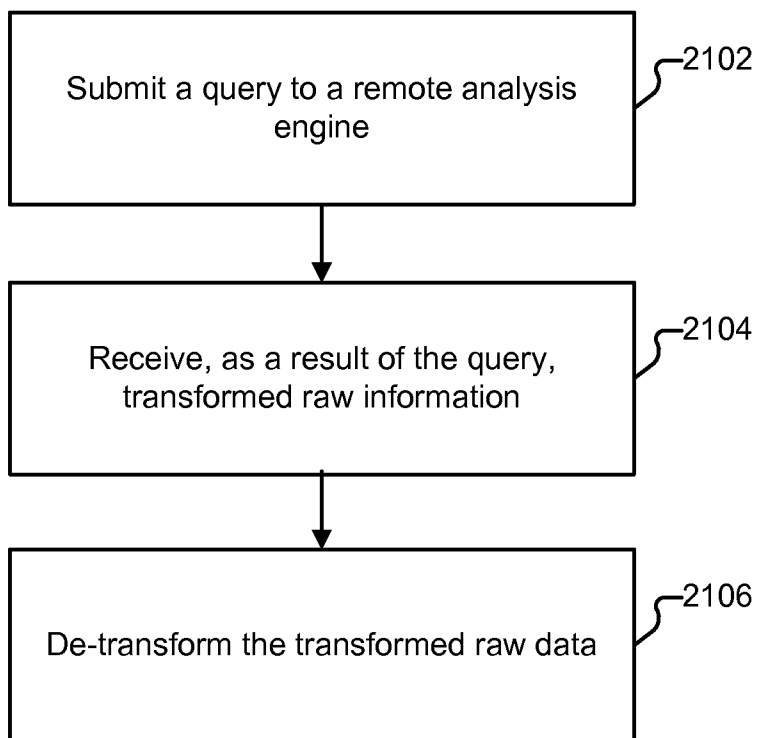 Submit a query to a remote analysis
engine
2102
Receive, as a result of the query,
transformed raw information
2104
De-transform the transformed raw data
2106